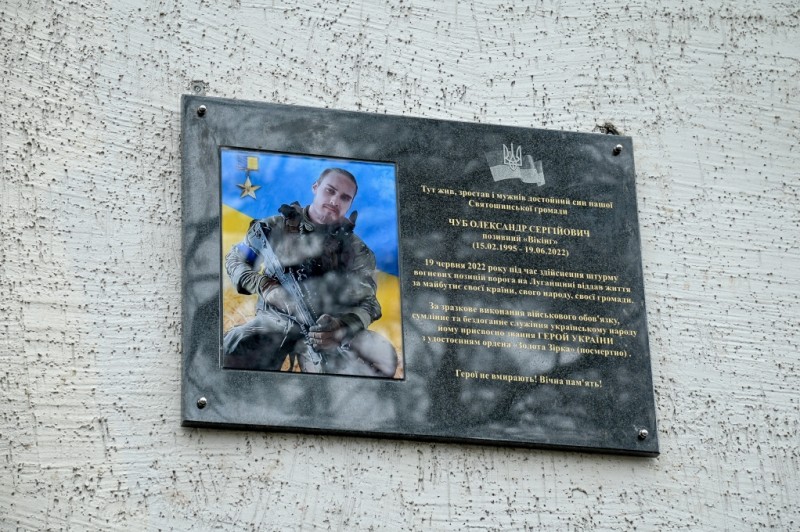 Тут жив, зростав і мужнів достойний син нашої
Святопинської громади
ЧУБ ОЛЕКСАНДР СЕРГІЙОВИЧ
позивний «Вікінг»
(15.02.1995 - 19.06.2022)
19 червня 2022 року під час здійснення штурму
вогневих позицій ворога на Луганщині віддав життя
за майбутнє своєї країни, свого народу, своєї громади.
За зразкове виконання військового обов'язку,
сумлінне та бездоганне служіння українському народу
йому присвоєно звання ГЕРОЙ УКРАЇНИ
з удостоєнням ордена «Золота Зірка» (посмертно) .
Герої не вмирають! Вічна пам'ять!